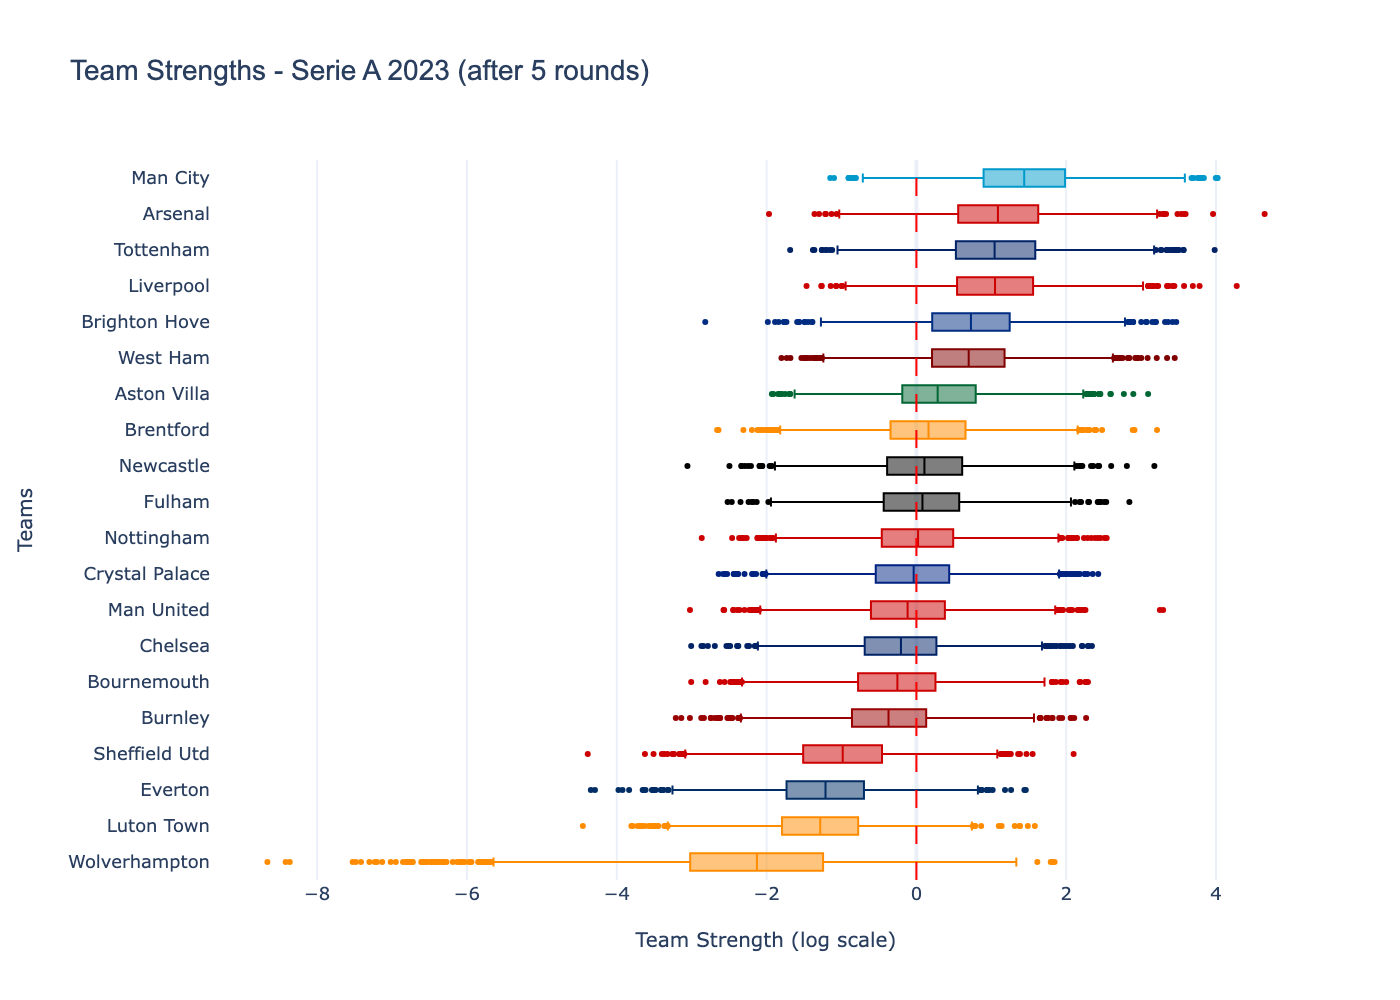 Team Strengths - Serie A 2023 (after 5 rounds)
Man City
Arsenal
Tottenham
Liverpool
Brighton Hove
West Ham
Aston Villa
Brentford
Newcastle
Fulham
Nottingham
Crystal Palace
Man United
Chelsea
Bournemouth
Burnley
Sheffield Utd
Everton
Luton Town
Wolverhampton
Teams
−8 −6 −4 −2 0 2 4
Team Strength (log scale)